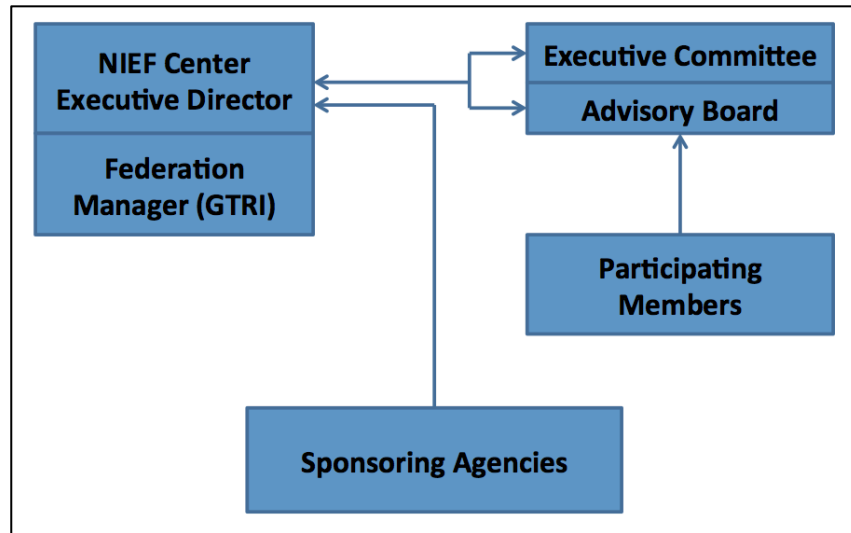 NIEF Center
Executive Director
Federation
Manager (GTRI)
Executive Committee
Advisory Board
Participating
Members
Sponsoring Agencies